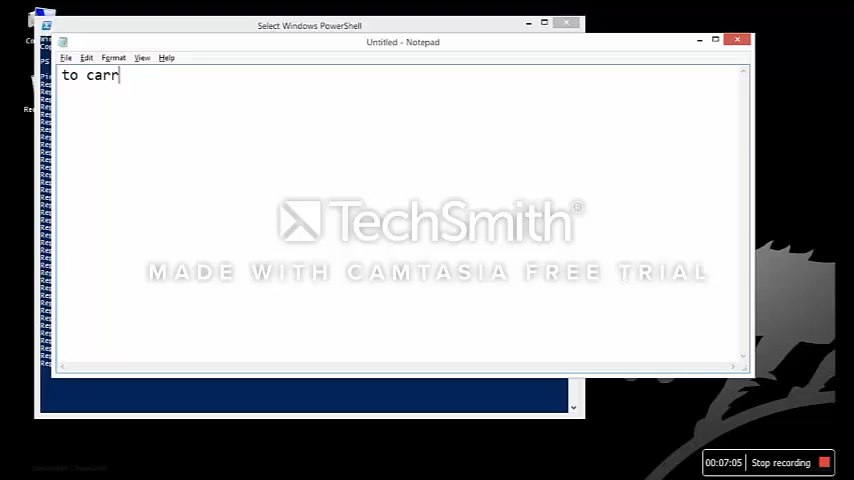 Select Windows PowerShell
Untitled - Notepad
File Edit Format View Help
to carr
PS
TechSmith®
MADE WITH CAMTASIA FREE TRIAL
00:07:05 Stop recording